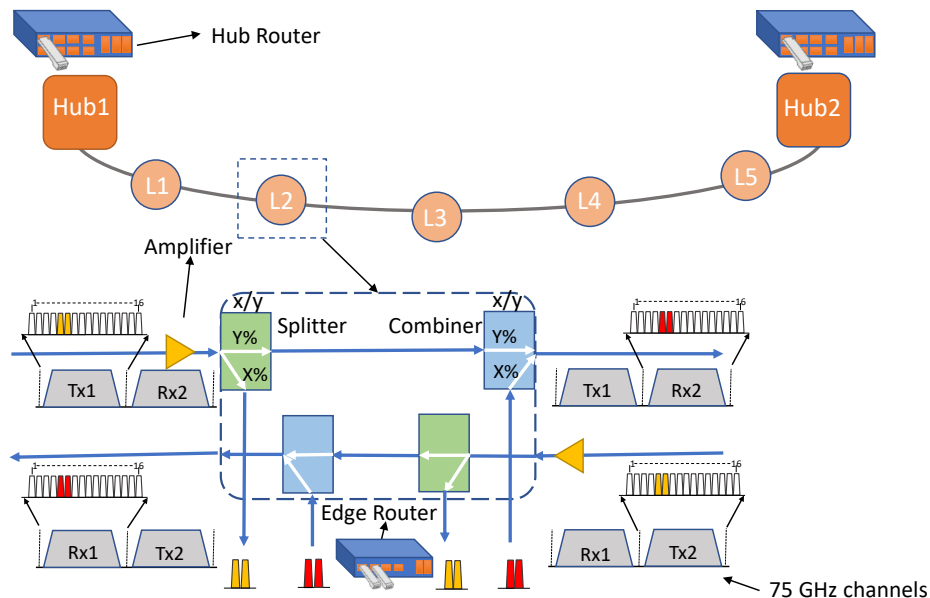 Hub Router
Hub1
Hub2
L1
L2
L3
L4
L5
Amplifier
x/y
Splitter
Combiner
x/y
1
16
1
16
Y%
X%
Y%
X%
Tx1
Rx2
Tx1
Rx2
1
16
1
16
Edge Router
Rx1
Tx2
Rx1
Tx2
75 GHz channels